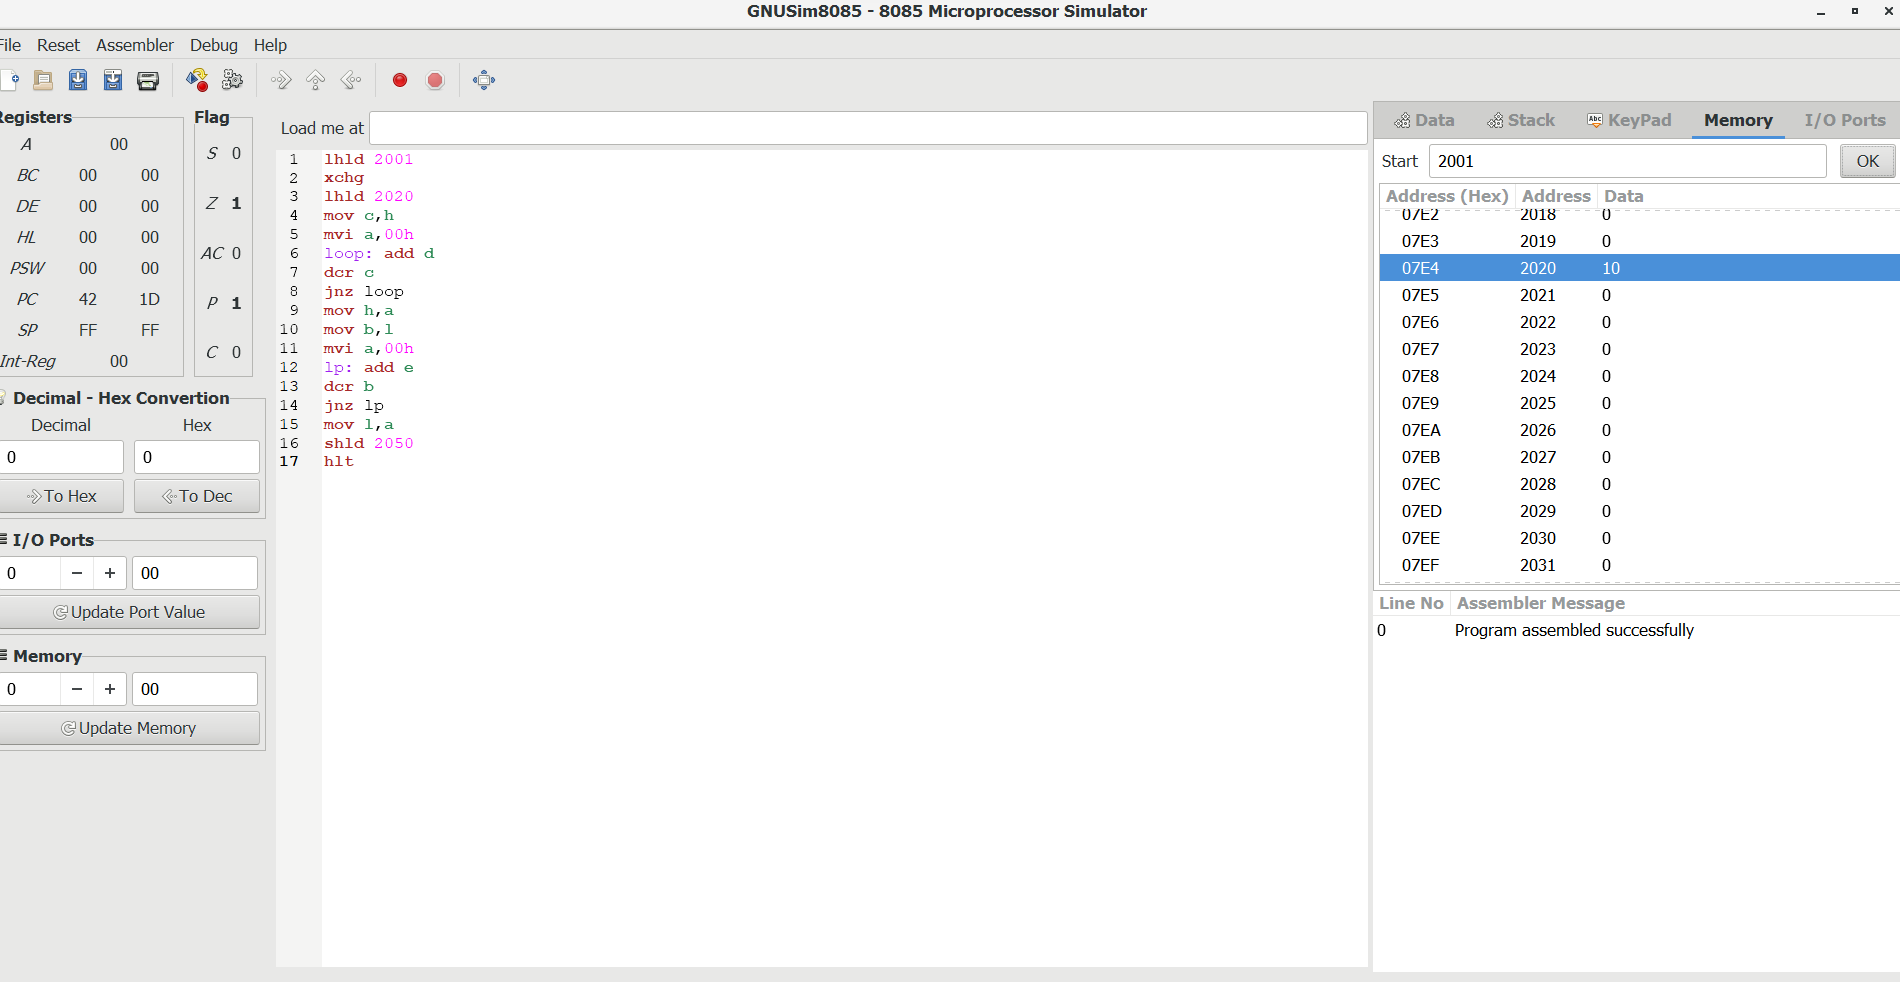 GNUSim8085 - 8085 Microprocessor Simulator
File Reset Assembler Debug Help
Registers
A 00
BC 00 00
DE 00 00
HL 00 00
PSW 00 00
PC 42 1D
SP FF FF
Int-Reg 00
Flag
S 0
Z 1
AC 0
P 1
C 0
Decimal - Hex Convertion
Decimal Hex
0 0
To Hex To Dec
I/O Ports
0 − + 00
Update Port Value
Memory
0 − + 00
Update Memory
Load me at
1 lhld 2001
2 xchg
3 lhld 2020
4 mov c,h
5 mvi a,00h
6 loop: add d
7 dcr c
8 jnz loop
9 mov h,a
10 mov b,l
11 mvi a,00h
12 lp: add e
13 dcr b
14 jnz lp
15 mov l,a
16 shld 2050
17 hlt
Data Stack Abc KeyPad Memory I/O Ports
Start 2001 OK
Address (Hex) Address Data
07E2 2018 0
07E3 2019 0
07E4 2020 10
07E5 2021 0
07E6 2022 0
07E7 2023 0
07E8 2024 0
07E9 2025 0
07EA 2026 0
07EB 2027 0
07EC 2028 0
07ED 2029 0
07EE 2030 0
07EF 2031 0
Line No Assembler Message
0 Program assembled successfully